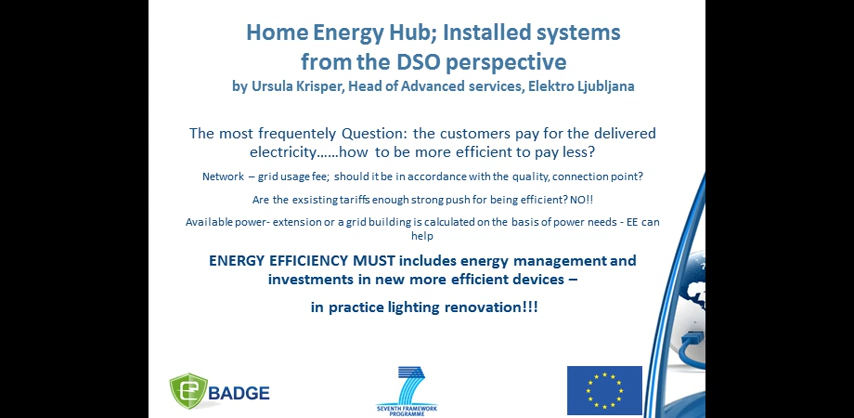 Home Energy Hub; Installed systems
from the DSO perspective
by Ursula Krisper, Head of Advanced services, Elektro Ljubljana
The most frequentely Question: the customers pay for the delivered
electricity……how to be more efficient to pay less?
Network – grid usage fee; should it be in accordance with the quality, connection point?
Are the exsisting tariffs enough strong push for being efficient? NO!!
Available power- extension or a grid building is calculated on the basis of power needs - EE can
help
ENERGY EFFICIENCY MUST includes energy management and
investments in new more efficient devices –
in practice lighting renovation!!!
e BADGE
SEVENTH FRAMEWORK
PROGRAMME